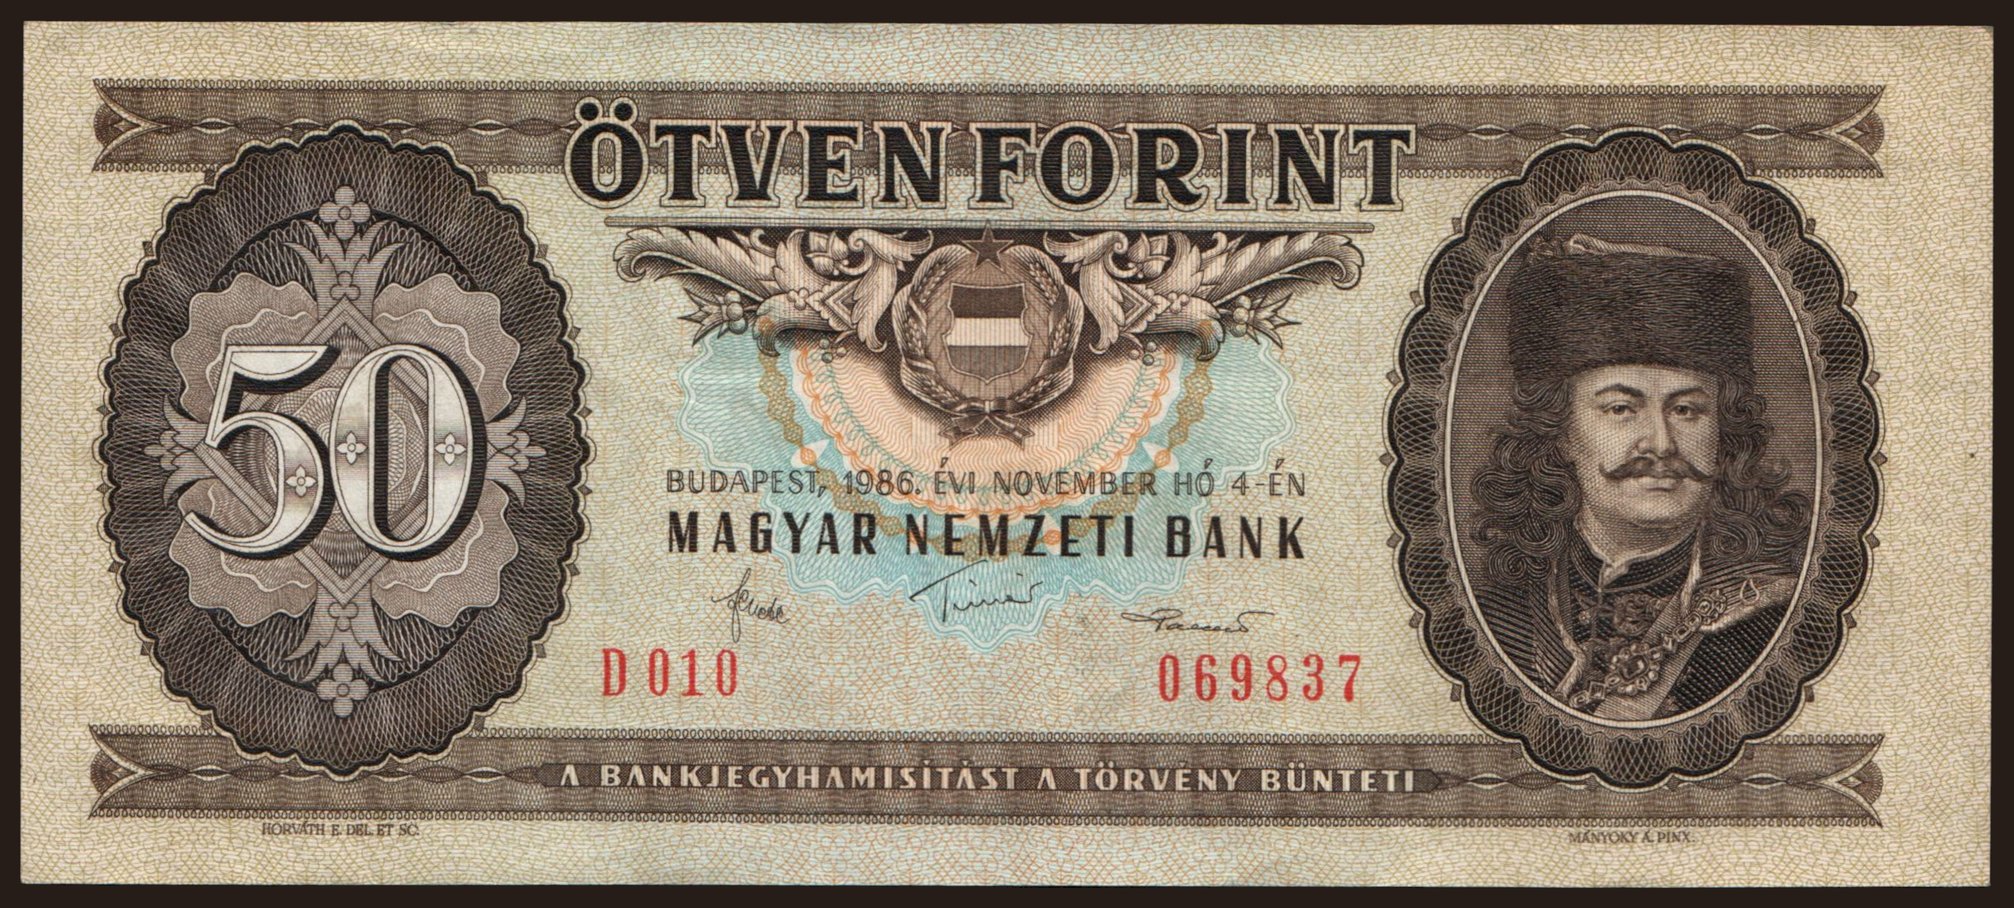 ÖTVEN FORINT
50
BUDAPEST, 1986. ÉVI NOVEMBER HÓ 4-ÉN
MAGYAR NEMZETI BANK
D 010 069837
A BANKJEGYHAMISÍTÁST A TÖRVÉNY BÜNTETI
HORVÁTH E. DEL. ET SC. MÁNYOKY Á. PINX.